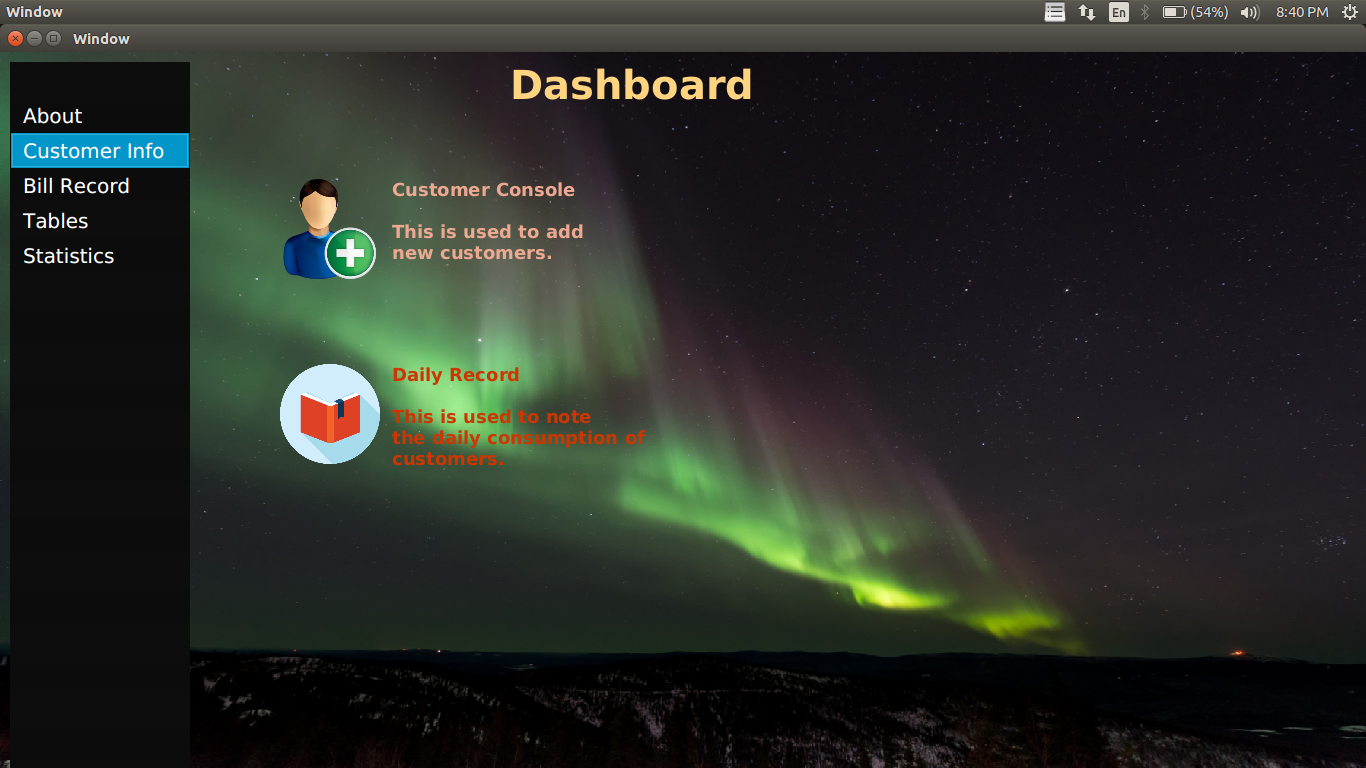 Window
En
(54%)
8:40 PM
Window
Dashboard
About
Customer Info
Bill Record
Tables
Statistics
Customer Console
This is used to add
new customers.
Daily Record
This is used to note
the daily consumption of
customers.